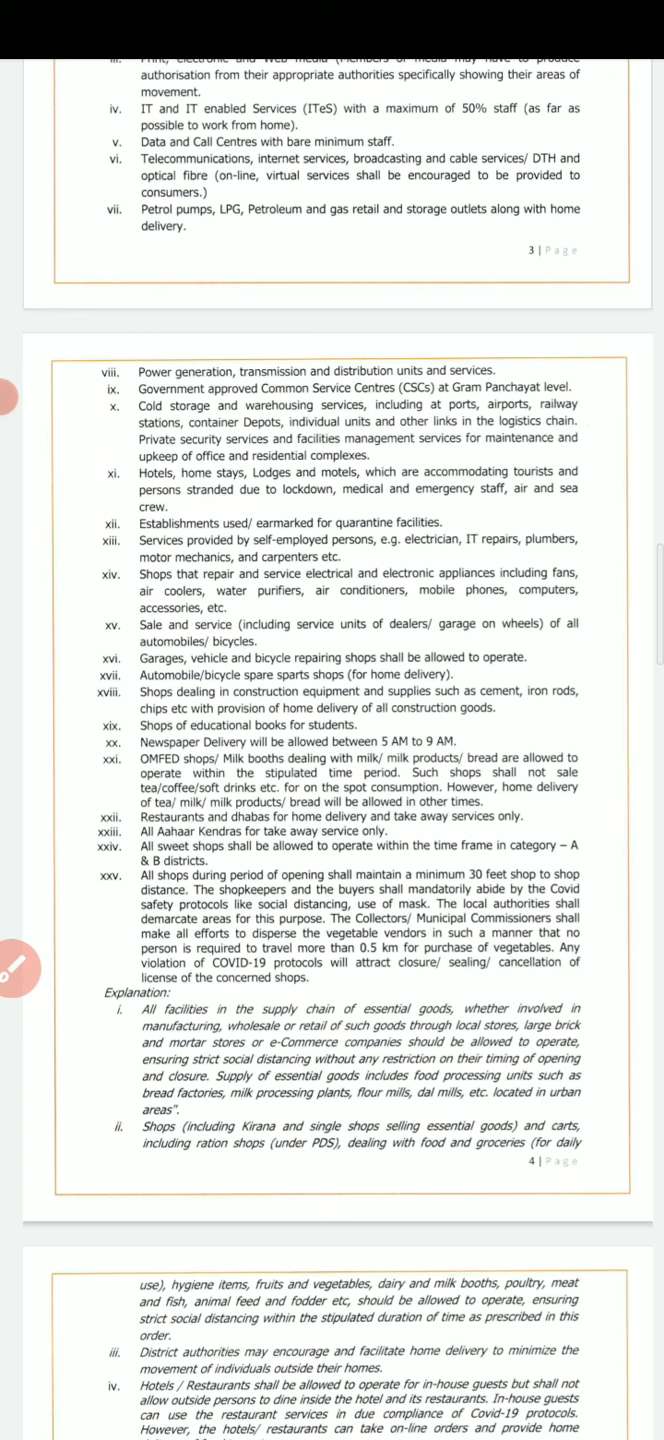 iii. Print, Electronic and Web media (Members of media may have to produce
authorisation from their appropriate authorities specifically showing their areas of
movement.
iv. IT and IT enabled Services (ITeS) with a maximum of 50% staff (as far as
possible to work from home).
v. Data and Call Centres with bare minimum staff.
vi. Telecommunications, internet services, broadcasting and cable services/ DTH and
optical fibre (on-line, virtual services shall be encouraged to be provided to
consumers.)
vii. Petrol pumps, LPG, Petroleum and gas retail and storage outlets along with home
delivery.
3 | Page
viii. Power generation, transmission and distribution units and services.
ix. Government approved Common Service Centres (CSCs) at Gram Panchayat level.
x. Cold storage and warehousing services, including at ports, airports, railway
stations, container Depots, individual units and other links in the logistics chain.
Private security services and facilities management services for maintenance and
upkeep of office and residential complexes.
xi. Hotels, home stays, Lodges and motels, which are accommodating tourists and
persons stranded due to lockdown, medical and emergency staff, air and sea
crew.
xii. Establishments used/ earmarked for quarantine facilities.
xiii. Services provided by self-employed persons, e.g. electrician, IT repairs, plumbers,
motor mechanics, and carpenters etc.
xiv. Shops that repair and service electrical and electronic appliances including fans,
air coolers, water purifiers, air conditioners, mobile phones, computers,
accessories, etc.
xv. Sale and service (including service units of dealers/ garage on wheels) of all
automobiles/ bicycles.
xvi. Garages, vehicle and bicycle repairing shops shall be allowed to operate.
xvii. Automobile/bicycle spare sparts shops (for home delivery).
xviii. Shops dealing in construction equipment and supplies such as cement, iron rods,
chips etc with provision of home delivery of all construction goods.
xix. Shops of educational books for students.
xx. Newspaper Delivery will be allowed between 5 AM to 9 AM.
xxi. OMFED shops/ Milk booths dealing with milk/ milk products/ bread are allowed to
operate within the stipulated time period. Such shops shall not sale
tea/coffee/soft drinks etc. for on the spot consumption. However, home delivery
of tea/ milk/ milk products/ bread will be allowed in other times.
xxii. Restaurants and dhabas for home delivery and take away services only.
xxiii. All Aahaar Kendras for take away service only.
xxiv. All sweet shops shall be allowed to operate within the time frame in category – A
& B districts.
xxv. All shops during period of opening shall maintain a minimum 30 feet shop to shop
distance. The shopkeepers and the buyers shall mandatorily abide by the Covid
safety protocols like social distancing, use of mask. The local authorities shall
demarcate areas for this purpose. The Collectors/ Municipal Commissioners shall
make all efforts to disperse the vegetable vendors in such a manner that no
person is required to travel more than 0.5 km for purchase of vegetables. Any
violation of COVID-19 protocols will attract closure/ sealing/ cancellation of
license of the concerned shops.
Explanation:
i. All facilities in the supply chain of essential goods, whether involved in
manufacturing, wholesale or retail of such goods through local stores, large brick
and mortar stores or e-Commerce companies should be allowed to operate,
ensuring strict social distancing without any restriction on their timing of opening
and closure. Supply of essential goods includes food processing units such as
bread factories, milk processing plants, flour mills, dal mills, etc. located in urban
areas".
ii. Shops (including Kirana and single shops selling essential goods) and carts,
including ration shops (under PDS), dealing with food and groceries (for daily
4 | Page
use), hygiene items, fruits and vegetables, dairy and milk booths, poultry, meat
and fish, animal feed and fodder etc, should be allowed to operate, ensuring
strict social distancing within the stipulated duration of time as prescribed in this
order.
iii. District authorities may encourage and facilitate home delivery to minimize the
movement of individuals outside their homes.
iv. Hotels / Restaurants shall be allowed to operate for in-house guests but shall not
allow outside persons to dine inside the hotel and its restaurants. In-house guests
can use the restaurant services in due compliance of Covid-19 protocols.
However, the hotels/ restaurants can take on-line orders and provide home